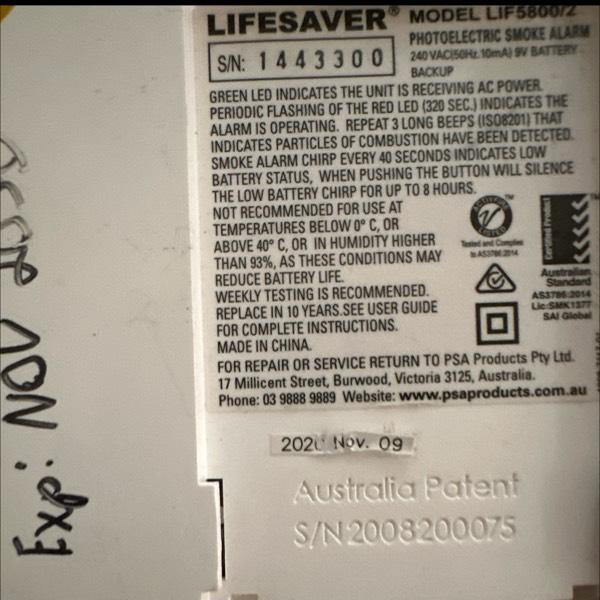 LIFESAVER® MODEL LIF5800/2
S/N: 1443300
PHOTOELECTRIC SMOKE ALARM
240 VAC(50Hz. 10mA) 9V BATTERY
BACKUP
GREEN LED INDICATES THE UNIT IS RECEIVING AC POWER.
PERIODIC FLASHING OF THE RED LED (320 SEC.) INDICATES THE
ALARM IS OPERATING. REPEAT 3 LONG BEEPS (ISO8201) THAT
INDICATES PARTICLES OF COMBUSTION HAVE BEEN DETECTED.
SMOKE ALARM CHIRP EVERY 40 SECONDS INDICATES LOW
BATTERY STATUS, WHEN PUSHING THE BUTTON WILL SILENCE
THE LOW BATTERY CHIRP FOR UP TO 8 HOURS.
NOT RECOMMENDED FOR USE AT
TEMPERATURES BELOW 0° C, OR
ABOVE 40° C, OR IN HUMIDITY HIGHER
THAN 93%, AS THESE CONDITIONS MAY
REDUCE BATTERY LIFE.
WEEKLY TESTING IS RECOMMENDED.
REPLACE IN 10 YEARS.SEE USER GUIDE
FOR COMPLETE INSTRUCTIONS.
MADE IN CHINA.
Tested and Complies
to AS3786:2014
Certified Product
Australian
Standard
AS3786:2014
Lic:SMK1377
SAI Global
FOR REPAIR OR SERVICE RETURN TO PSA Products Pty Ltd.
17 Millicent Street, Burwood, Victoria 3125, Australia.
Phone: 03 9888 9889 Website: www.psaproducts.com.au
Nov. 09
Australia Patent
S/N2008200075
Exp: NOV